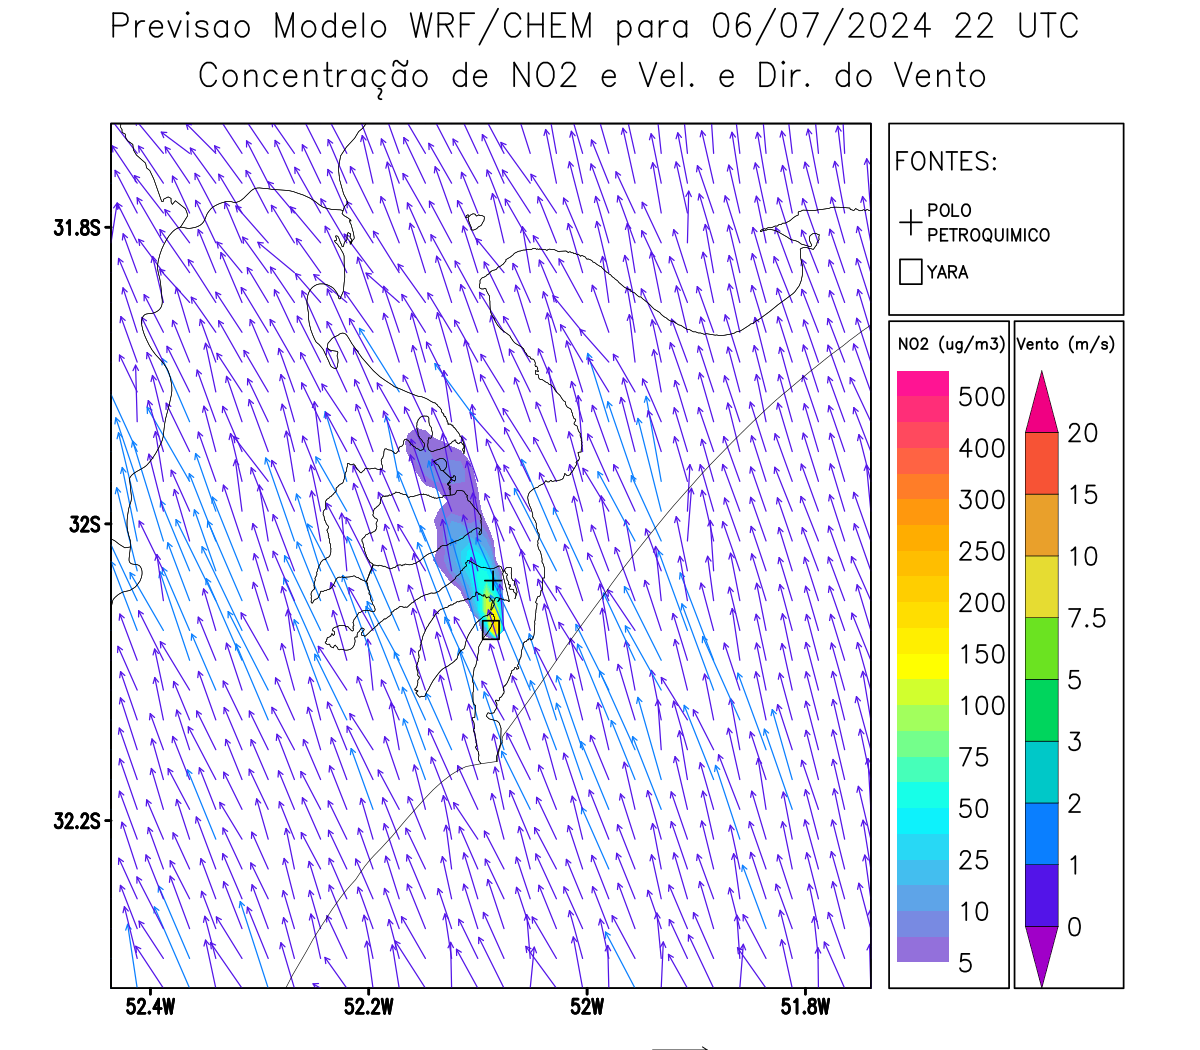 Previsao Modelo WRF/CHEM para 06/07/2024 22 UTC
Concentração de NO2 e Vel. e Dir. do Vento
FONTES:
POLO
PETROQUIMICO
YARA
NO2 (ug/m3)
500
400
300
250
200
150
100
75
50
25
10
5
Vento (m/s)
20
15
10
7.5
5
3
2
1
0
31.8S
32S
32.2S
52.4W
52.2W
52W
51.8W